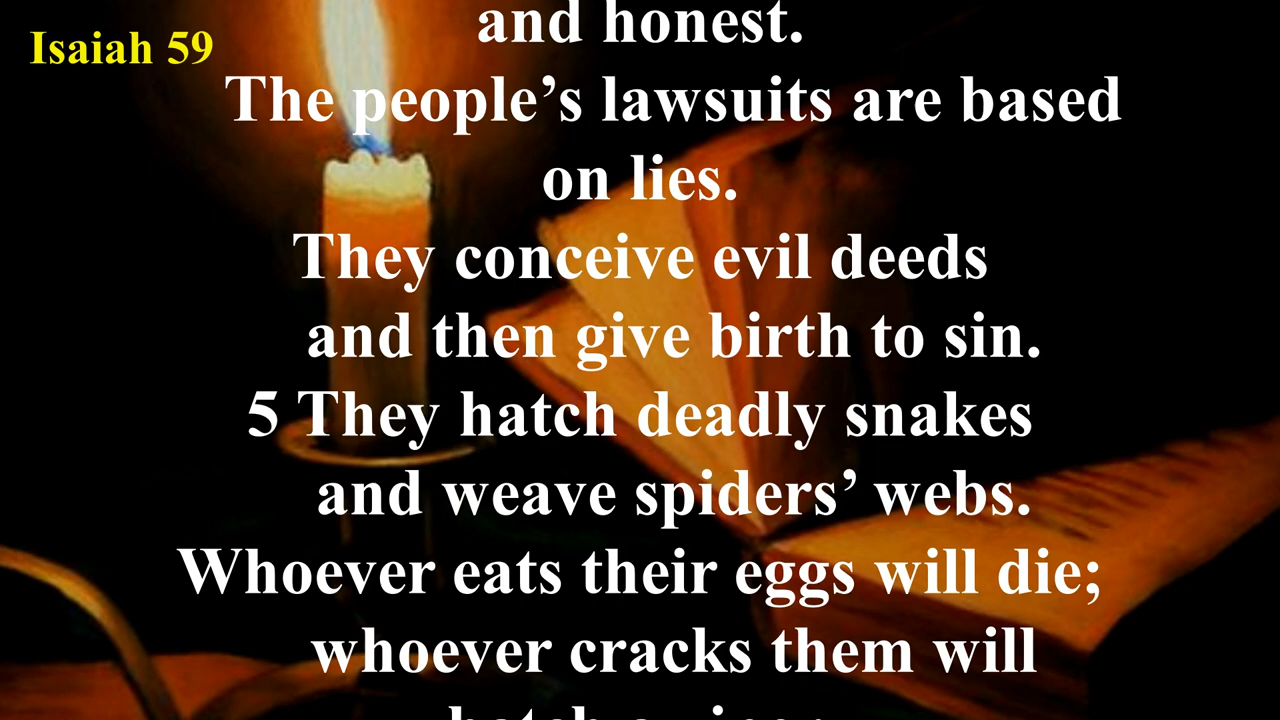 Isaiah 59
and honest.
The people’s lawsuits are based
on lies.
They conceive evil deeds
and then give birth to sin.
5 They hatch deadly snakes
and weave spiders’ webs.
Whoever eats their eggs will die;
whoever cracks them will